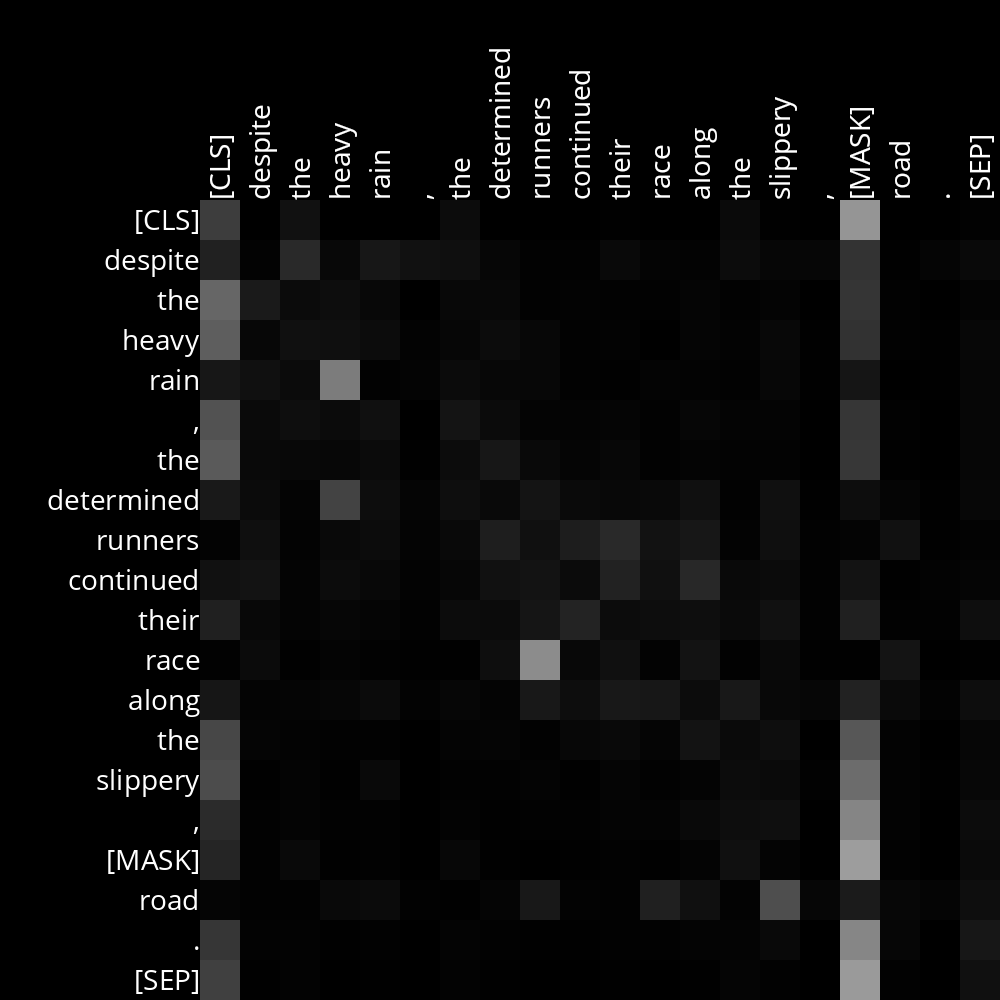 [CLS] despite the heavy rain , the determined runners continued their race along the slippery , [MASK] road . [SEP]
[CLS]
despite
the
heavy
rain
,
the
determined
runners
continued
their
race
along
the
slippery
,
[MASK]
road
.
[SEP]